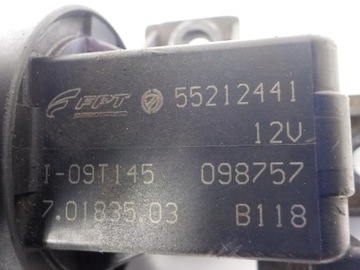 FPT 55212441
12V
I-09T145 098757
7.01835.03 B118